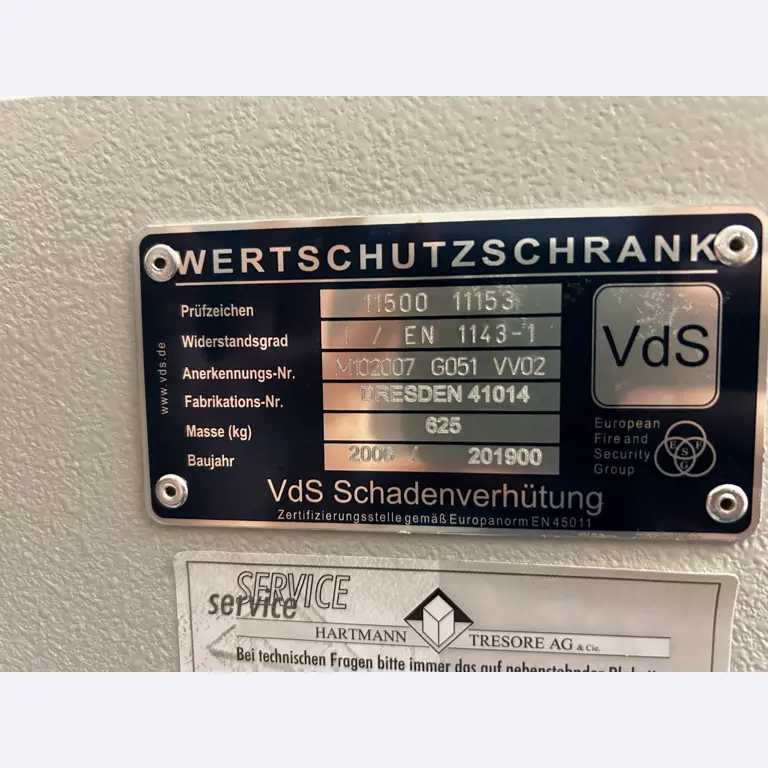 WERTSCHUTZSCHRANK
Prüfzeichen 11500 11153
Widerstandsgrad I / EN 1143-1
Anerkennungs-Nr. M102007 G051 VV02
Fabrikations-Nr. DRESDEN 41014
Masse (kg) 625
Baujahr 2006 / 201900
www.vds.de
VdS
European
Fire and
Security
Group
E F
S
G
VdS Schadenverhütung
Zertifizierungsstelle gemäß Europanorm EN 45011
SERVICE
service
HARTMANN TRESORE AG & Cie.
Bei technischen Fragen bitte immer das auf nebenstehender